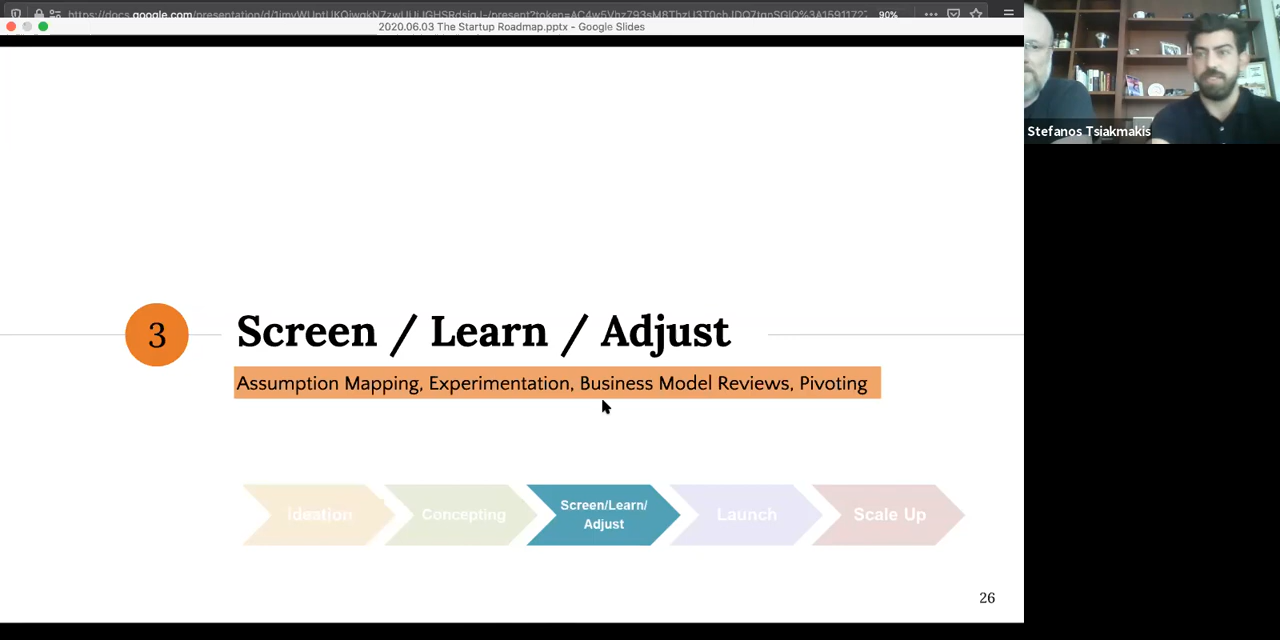 90%
2020.06.03 The Startup Roadmap.pptx - Google Slides
Stefanos Tsiakmakis
3
Screen / Learn / Adjust
Assumption Mapping, Experimentation, Business Model Reviews, Pivoting
Ideation
Concepting
Screen/Learn/
Adjust
Launch
Scale Up
26